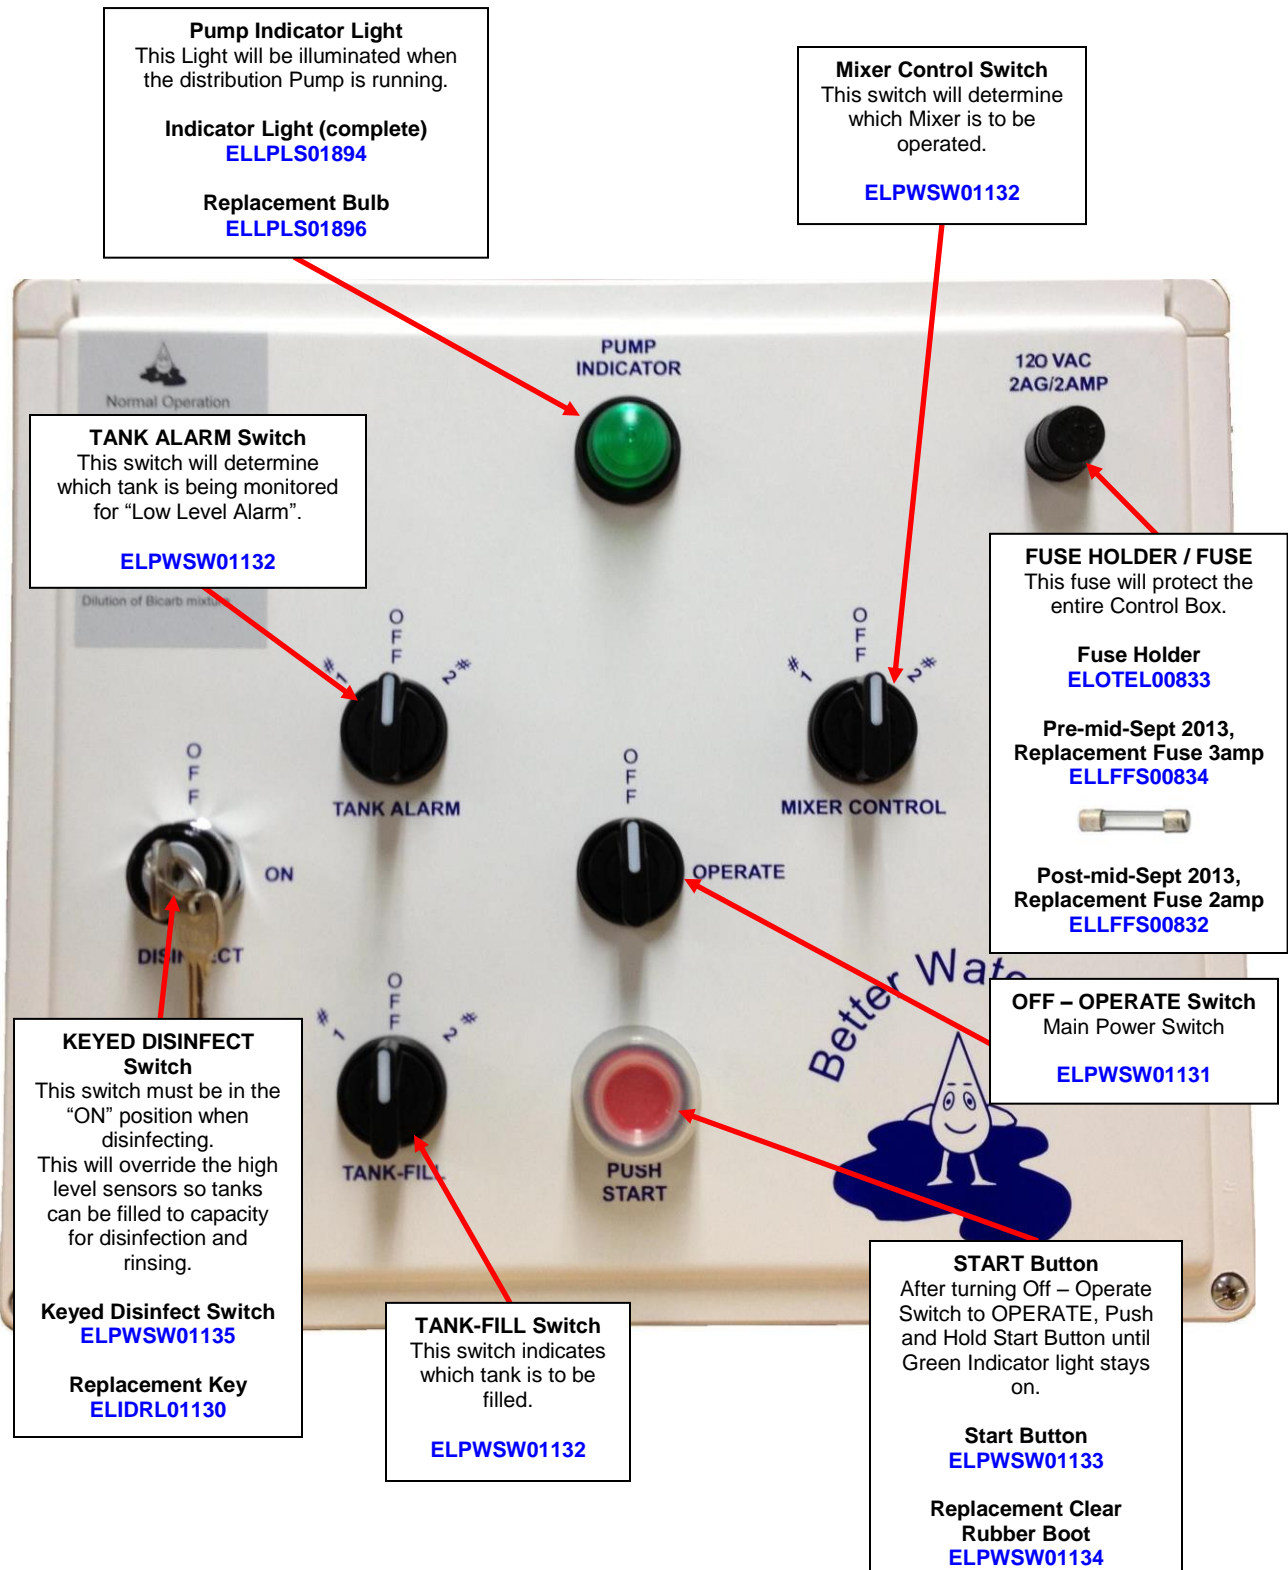 Pump Indicator Light
This Light will be illuminated when
the distribution Pump is running.
Indicator Light (complete)
ELLPLS01894
Replacement Bulb
ELLPLS01896
Mixer Control Switch
This switch will determine
which Mixer is to be
operated.
ELPWSW01132
PUMP
INDICATOR
120 VAC
2AG/2AMP
Normal Operation
TANK ALARM Switch
This switch will determine
which tank is being monitored
for “Low Level Alarm”.
ELPWSW01132
Dilution of Bicarb mixture
FUSE HOLDER / FUSE
This fuse will protect the
entire Control Box.
Fuse Holder
ELOTEL00833
Pre-mid-Sept 2013,
Replacement Fuse 3amp
ELLFFS00834
Post-mid-Sept 2013,
Replacement Fuse 2amp
ELLFFS00832
#1
OFF
2#
TANK ALARM
#1
OFF
2#
MIXER CONTROL
OFF
ON
DISINFECT
OFF
OPERATE
Better Wate
OFF – OPERATE Switch
Main Power Switch
ELPWSW01131
#1
OFF
2#
TANK-FILL
PUSH
START
KEYED DISINFECT
Switch
This switch must be in the
“ON” position when
disinfecting.
This will override the high
level sensors so tanks
can be filled to capacity
for disinfection and
rinsing.
Keyed Disinfect Switch
ELPWSW01135
Replacement Key
ELIDRL01130
TANK-FILL Switch
This switch indicates
which tank is to be
filled.
ELPWSW01132
START Button
After turning Off – Operate
Switch to OPERATE, Push
and Hold Start Button until
Green Indicator light stays
on.
Start Button
ELPWSW01133
Replacement Clear
Rubber Boot
ELPWSW01134